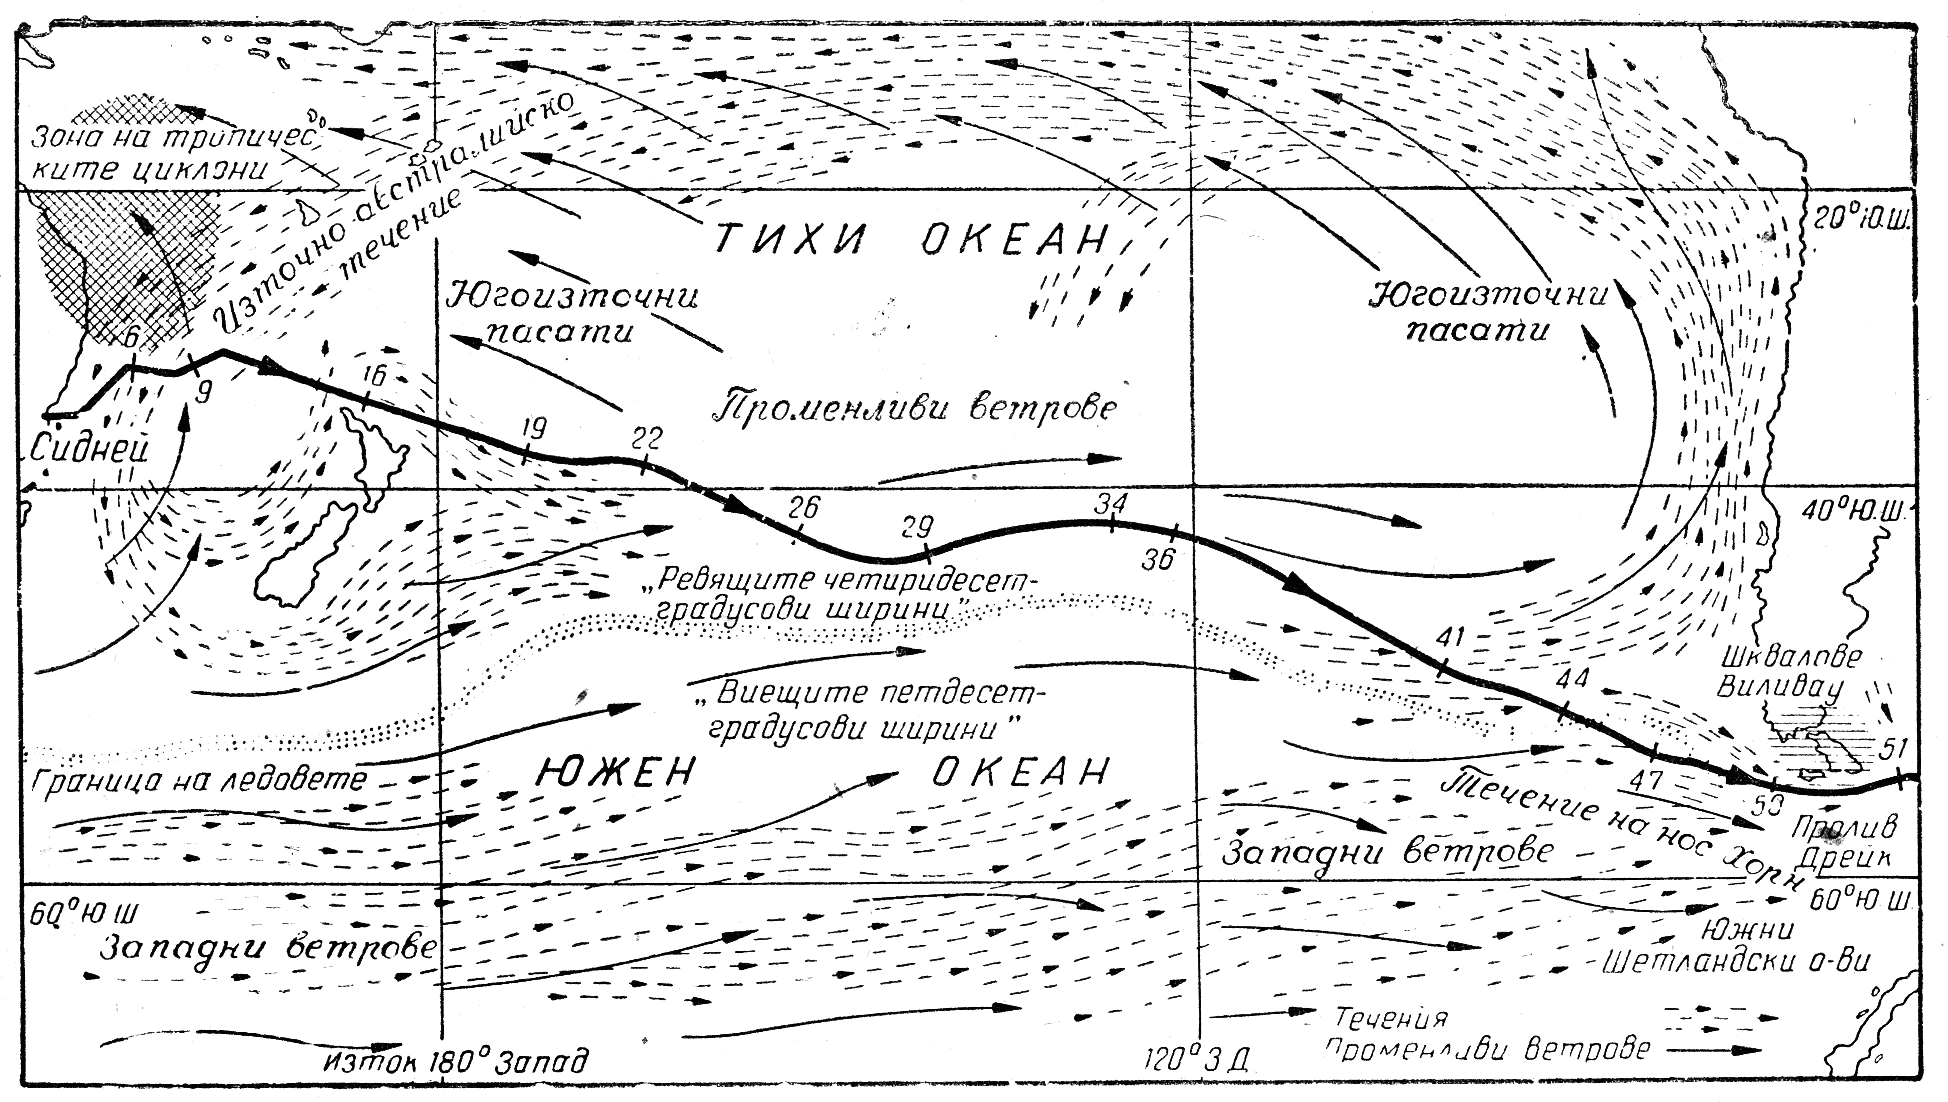 Зона на трипичес
ките циклони
Източно-австралийско
течение
ТИХИ ОКЕАН
20° Ю.Ш.
Югоизточни
пасати
Югоизточни
пасати
6
9
16
Променливи ветрове
Сидней
19
22
26
29
34
36
40° Ю.Ш.
„Ревящите четиридесет-
градусови ширини”
41
44
Шквалове
Виливау
„Виещите петдесет-
градусови ширини”
Граница на ледовете
ЮЖЕН ОКЕАН
47
50
51
Течение на нос Хорн
Пролив
Дрейк
Западни ветрове
60° Ю Ш
60° Ю Ш.
Западни ветрове
Южни
Шетландски о-ви
Течения
Променливи ветрове
Изток 180° Запад
120° З Д